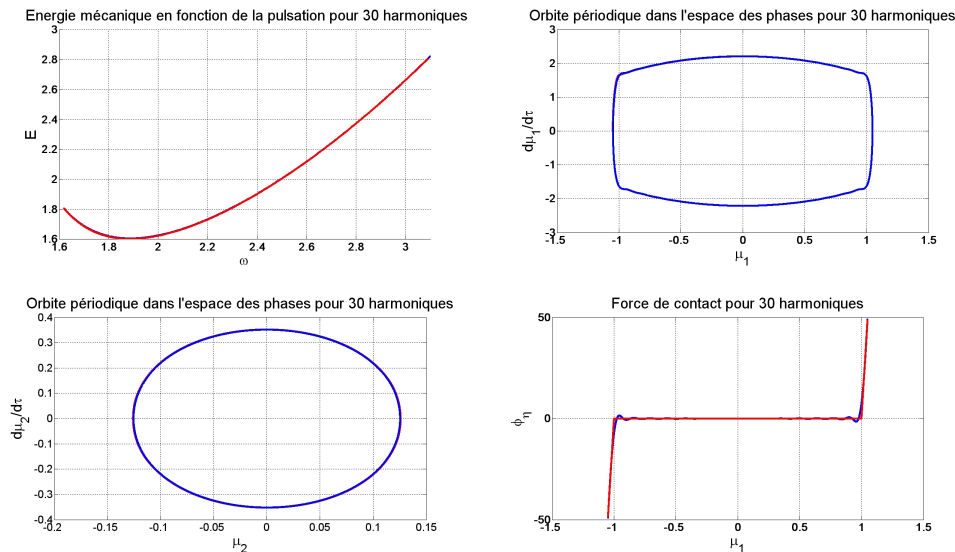 Energie mécanique en fonction de la pulsation pour 30 harmoniques
3
2.8
2.6
2.4
2.2
2
1.8
1.6
E
1.6 1.8 2 2.2 2.4 2.6 2.8 3
ω
Orbite périodique dans l'espace des phases pour 30 harmoniques
3
2
1
0
-1
-2
-3
dμ₁/dτ
-1.5 -1 -0.5 0 0.5 1 1.5
μ₁
Orbite périodique dans l'espace des phases pour 30 harmoniques
0.4
0.3
0.2
0.1
0
-0.1
-0.2
-0.3
-0.4
dμ₂/dτ
-0.2 -0.15 -0.1 -0.05 0 0.05 0.1 0.15
μ₂
Force de contact pour 30 harmoniques
50
0
-50
ϕη
-1.5 -1 -0.5 0 0.5 1 1.5
μ₁